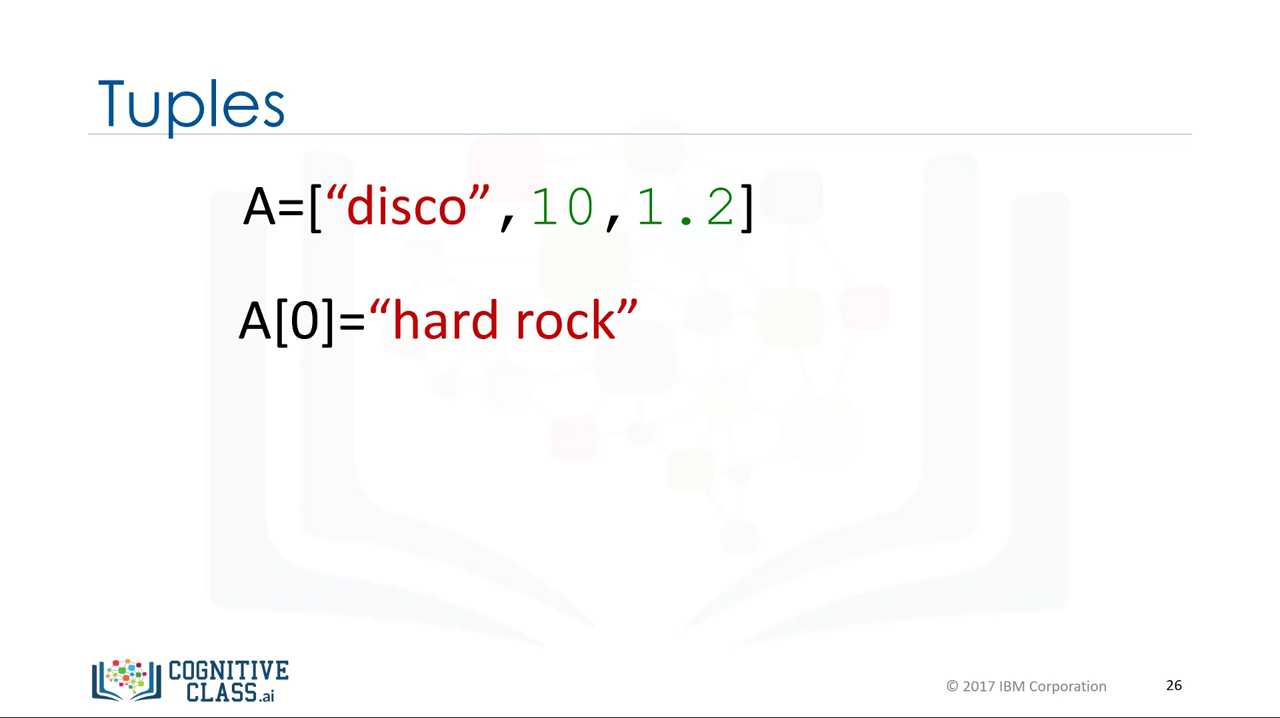 Tuples
A=[“disco”,10,1.2]
A[0]=“hard rock”
COGNITIVE
CLASS.ai
© 2017 IBM Corporation 26